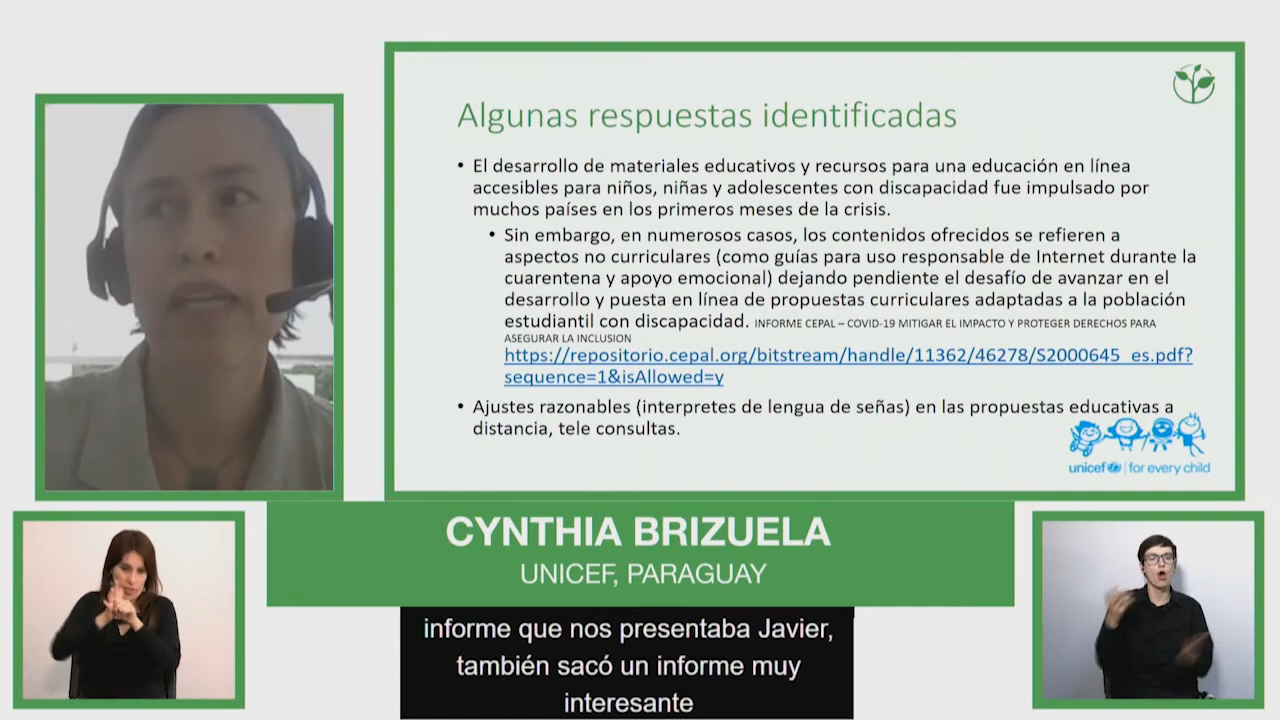 Algunas respuestas identificadas
• El desarrollo de materiales educativos y recursos para una educación en línea
accesibles para niños, niñas y adolescentes con discapacidad fue impulsado por
muchos países en los primeros meses de la crisis.
• Sin embargo, en numerosos casos, los contenidos ofrecidos se refieren a
aspectos no curriculares (como guías para uso responsable de Internet durante la
cuarentena y apoyo emocional) dejando pendiente el desafío de avanzar en el
desarrollo y puesta en línea de propuestas curriculares adaptadas a la población
estudiantil con discapacidad. INFORME CEPAL – COVID-19 MITIGAR EL IMPACTO Y PROTEGER DERECHOS PARA
ASEGURAR LA INCLUSION
https://repositorio.cepal.org/bitstream/handle/11362/46278/S2000645_es.pdf?
sequence=1&isAllowed=y
• Ajustes razonables (interpretes de lengua de señas) en las propuestas educativas a
distancia, tele consultas.
unicef | for every child
CYNTHIA BRIZUELA
UNICEF, PARAGUAY
informe que nos presentaba Javier,
también sacó un informe muy
interesante